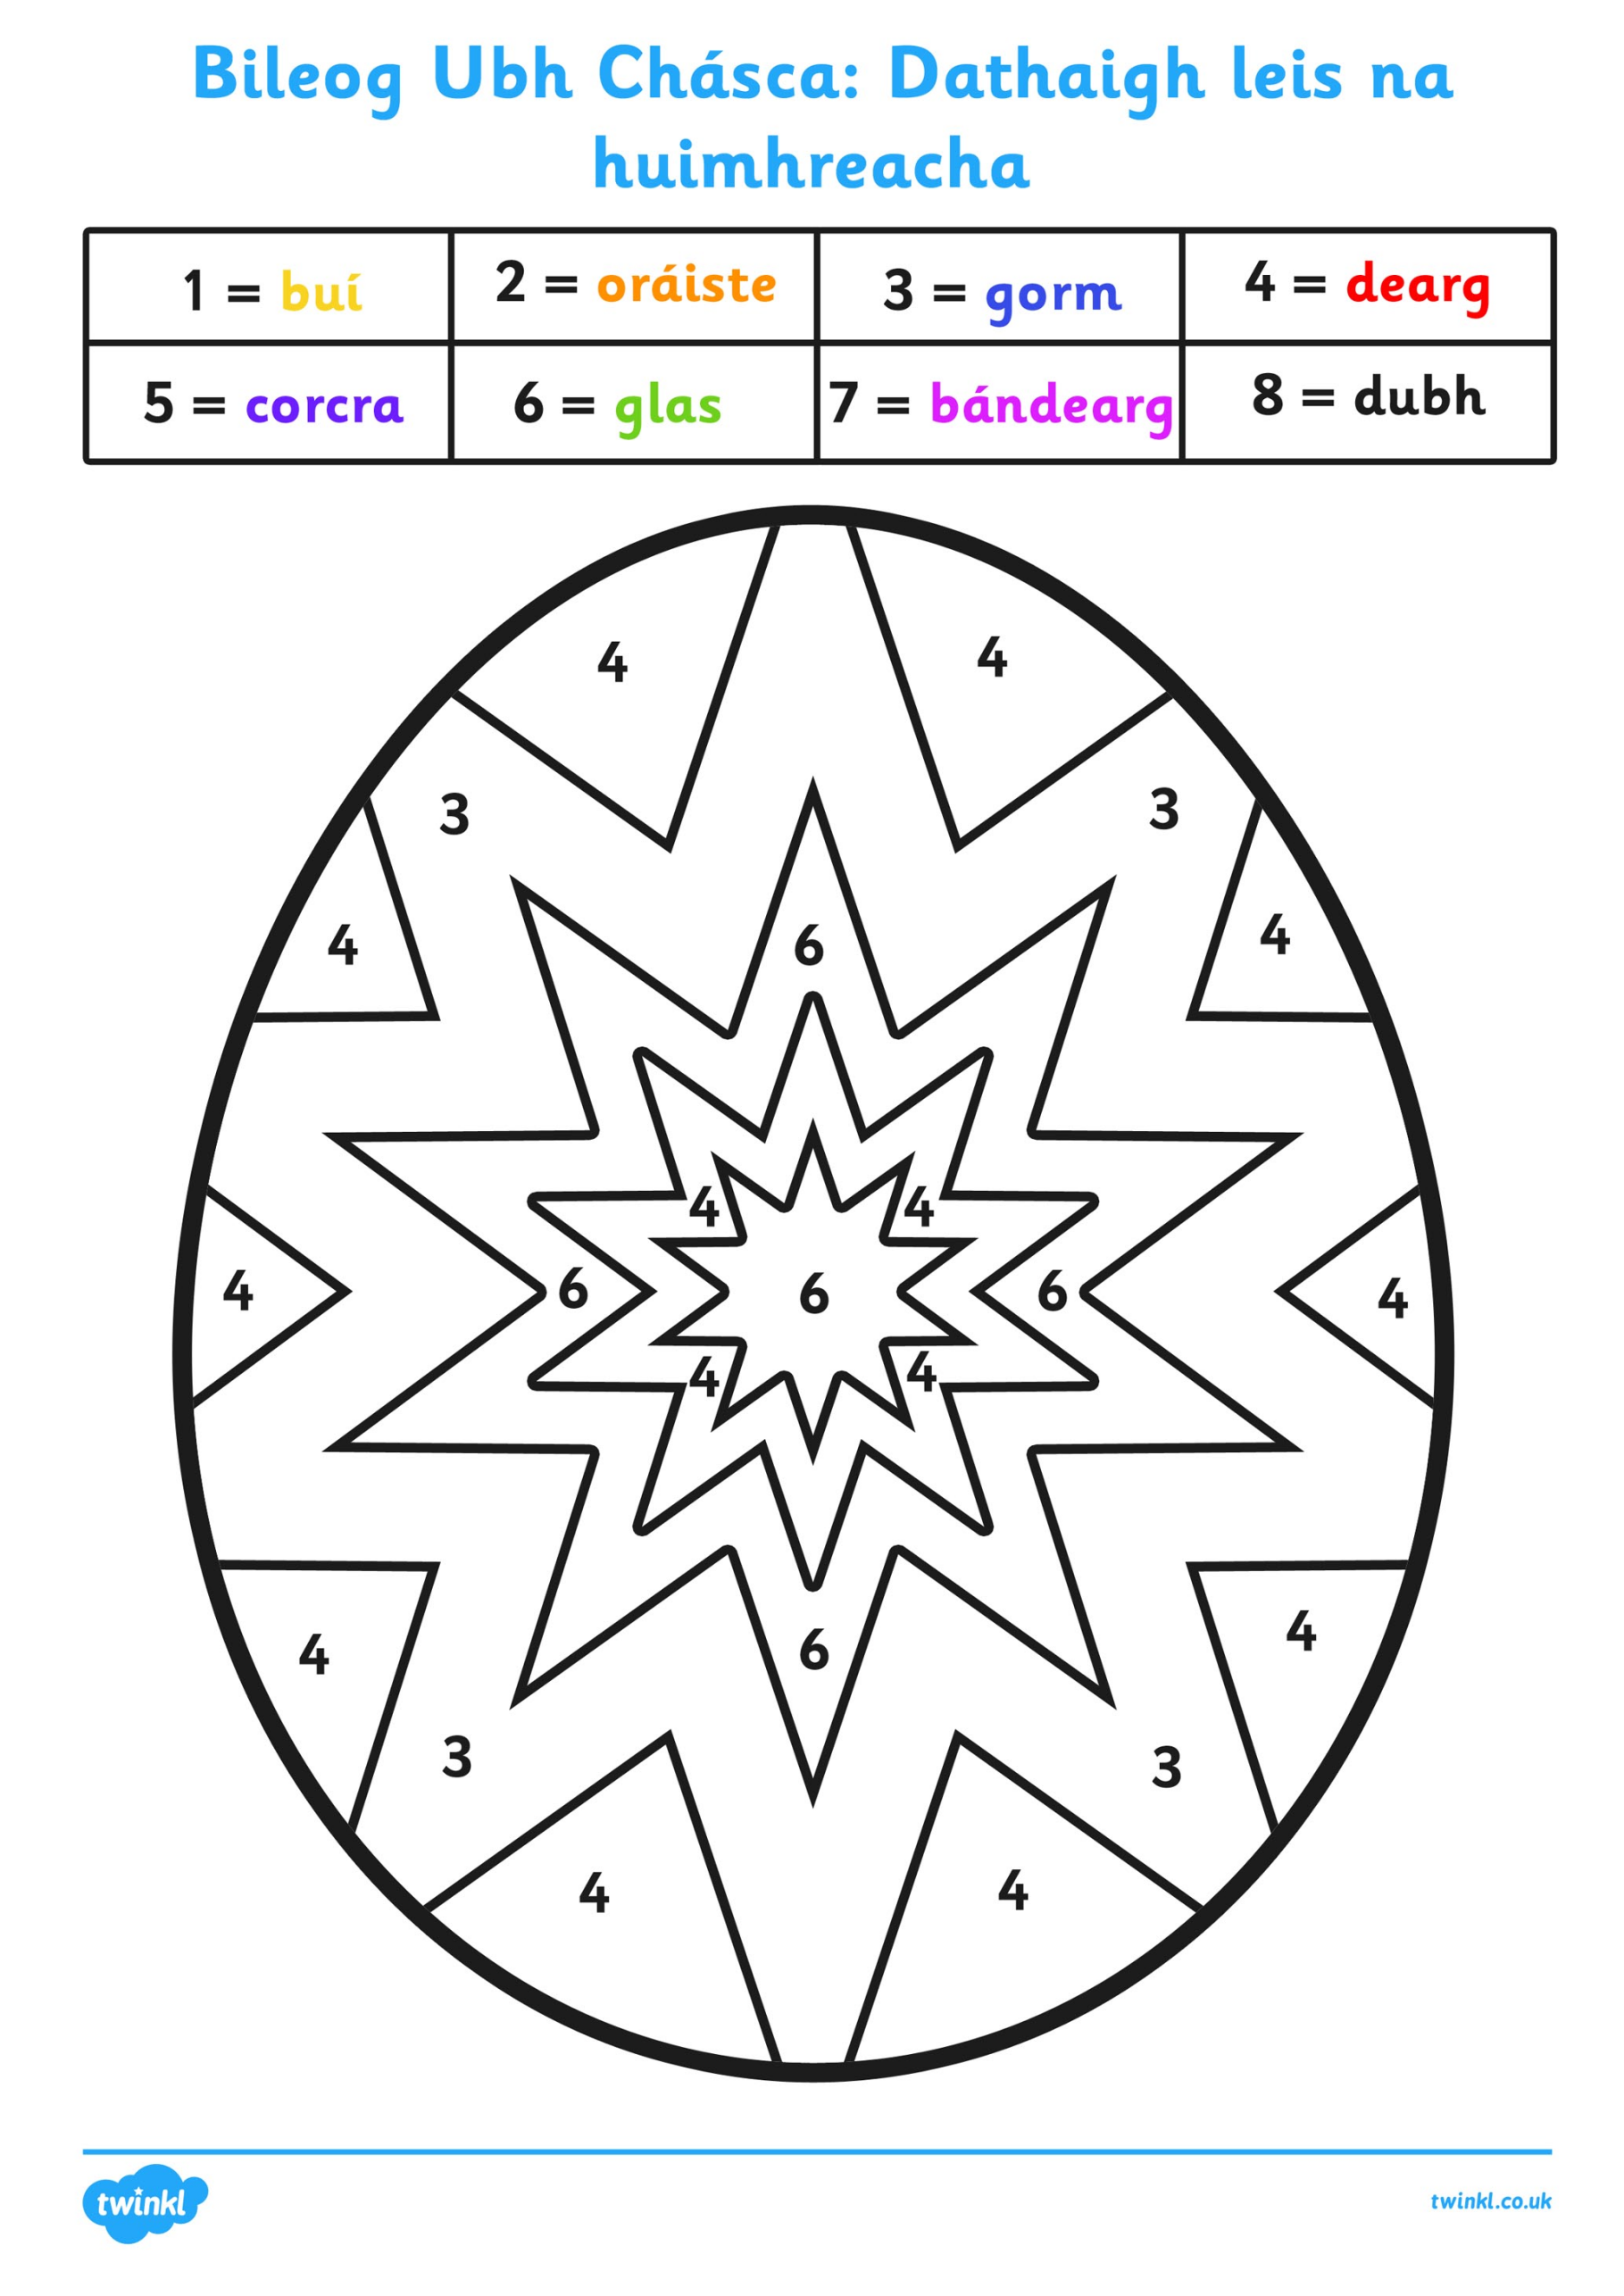 Bileog Ubh Chásca: Dathaigh leis na
huimhreacha
1 = buí
2 = oráiste
3 = gorm
4 = dearg
5 = corcra
6 = glas
7 = bándearg
8 = dubh
4
4
3
3
4
4
6
4
4
4
6
6
6
4
4
4
4
6
4
4
3
3
4
4
twinkl
twinkl.co.uk